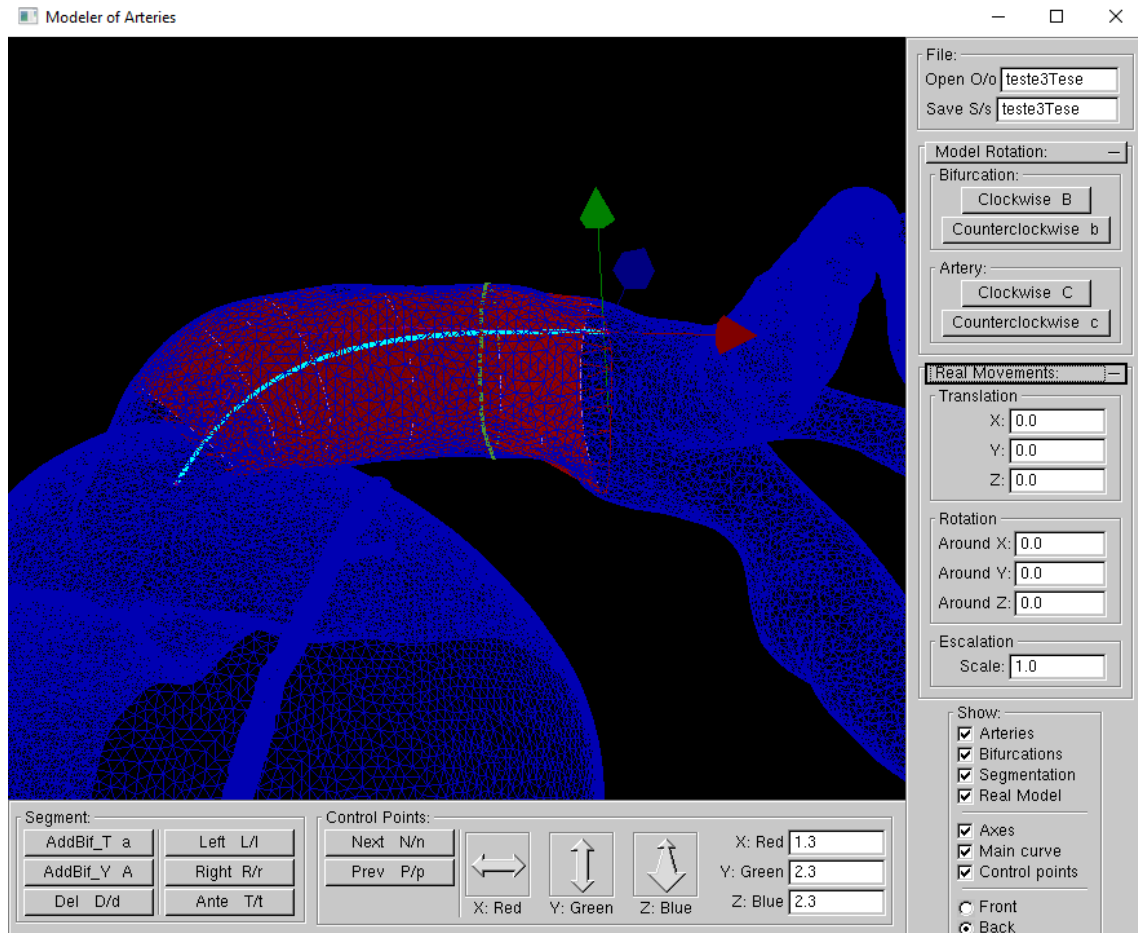 Modeler of Arteries
File:
Open O/o teste3Tese
Save S/s teste3Tese
Model Rotation:
Bifurcation:
Clockwise B
Counterclockwise b
Artery:
Clockwise C
Counterclockwise c
Real Movements:
Translation
X: 0.0
Y: 0.0
Z: 0.0
Rotation
Around X: 0.0
Around Y: 0.0
Around Z: 0.0
Escalation
Scale: 1.0
Show:
Arteries
Bifurcations
Segmentation
Real Model
Axes
Main curve
Control points
Front
Back
Segment:
AddBif_T a Left L/l
AddBif_Y A Right R/r
Del D/d Ante T/t
Control Points:
Next N/n
Prev P/p
X: Red Y: Green Z: Blue
X: Red 1.3
Y: Green 2.3
Z: Blue 2.3